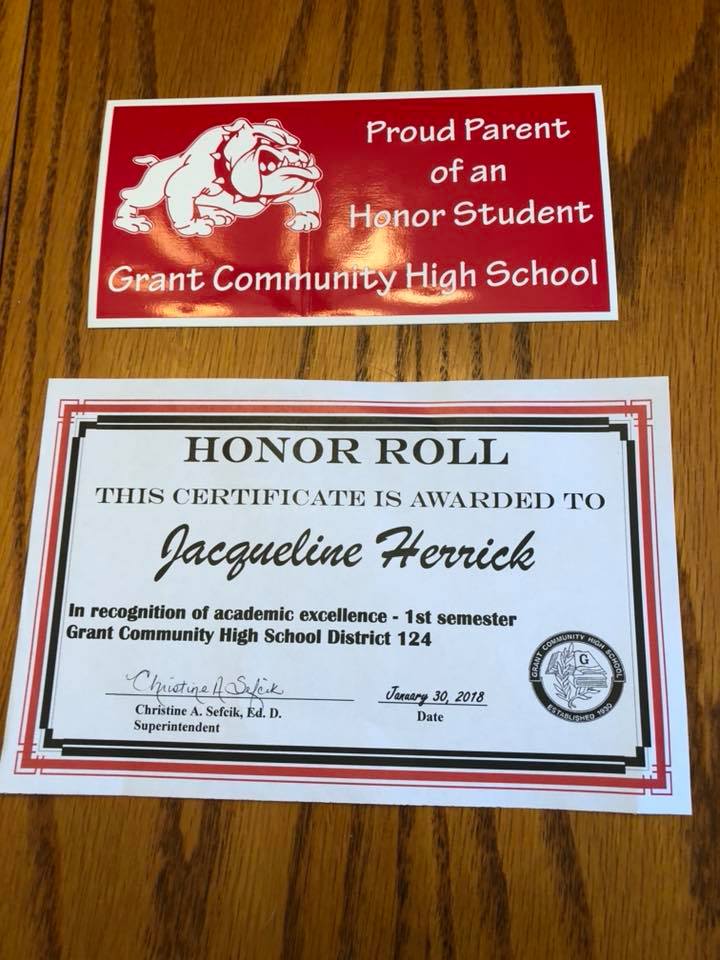 Proud Parent
of an
Honor Student
Grant Community High School
HONOR ROLL
THIS CERTIFICATE IS AWARDED TO
Jacqueline Herrick
In recognition of academic excellence - 1st semester
Grant Community High School District 124
Christine A Sefcik
January 30, 2018
Christine A. Sefcik, Ed. D.
Date
Superintendent
GRANT COMMUNITY HIGH SCHOOL
G
ESTABLISHED 1930